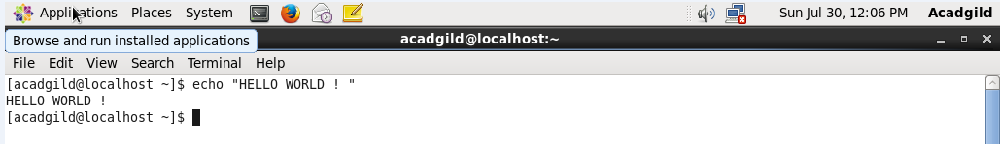 Applications Places System Sun Jul 30, 12:06 PM Acadgild
Browse and run installed applications acadgild@localhost:~
File Edit View Search Terminal Help
[acadgild@localhost ~]$ echo "HELLO WORLD ! "
HELLO WORLD !
[acadgild@localhost ~]$